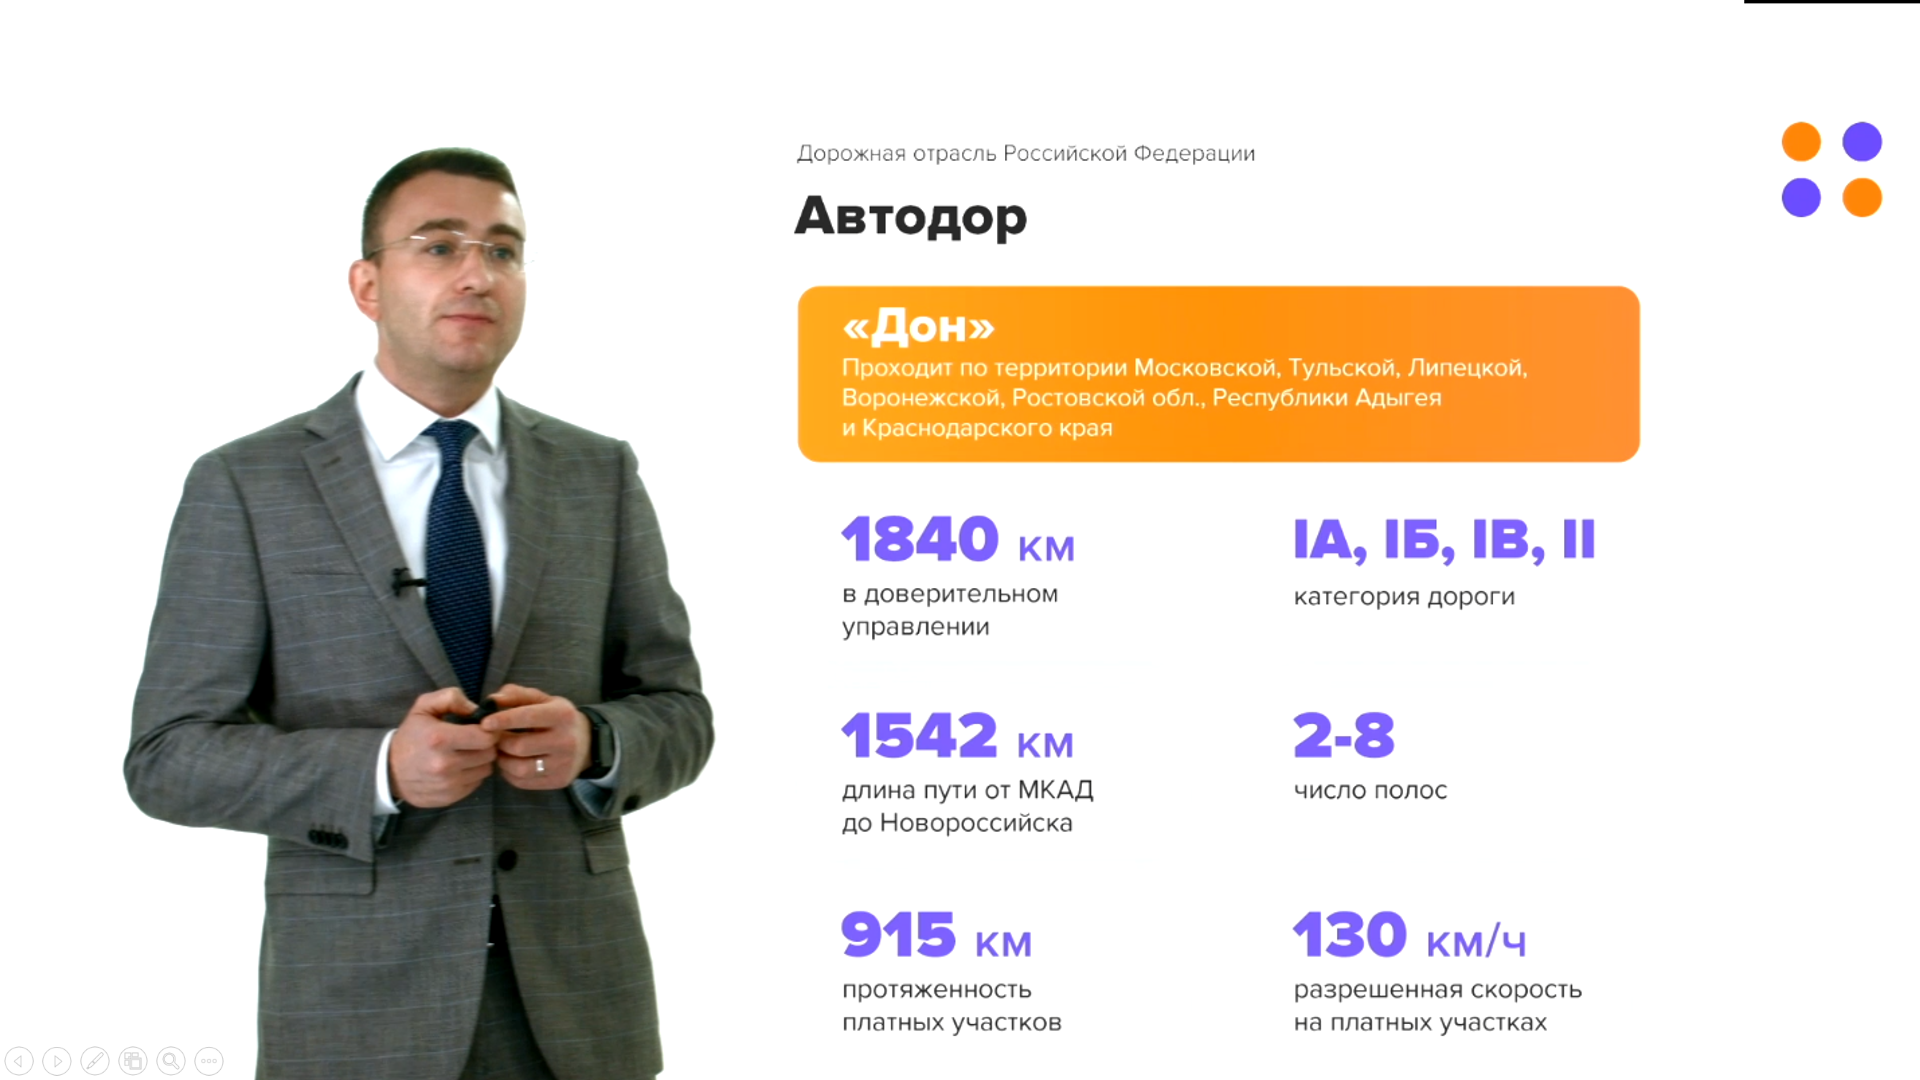 Дорожная отрасль Российской Федерации
Автодор
«Дон»
Проходит по территории Московской, Тульской, Липецкой,
Воронежской, Ростовской обл., Республики Адыгея
и Краснодарского края
1840 км
в доверительном
управлении
IА, IБ, IВ, II
категория дороги
1542 км
длина пути от МКАД
до Новороссийска
2-8
число полос
915 км
протяженность
платных участков
130 км/ч
разрешенная скорость
на платных участках